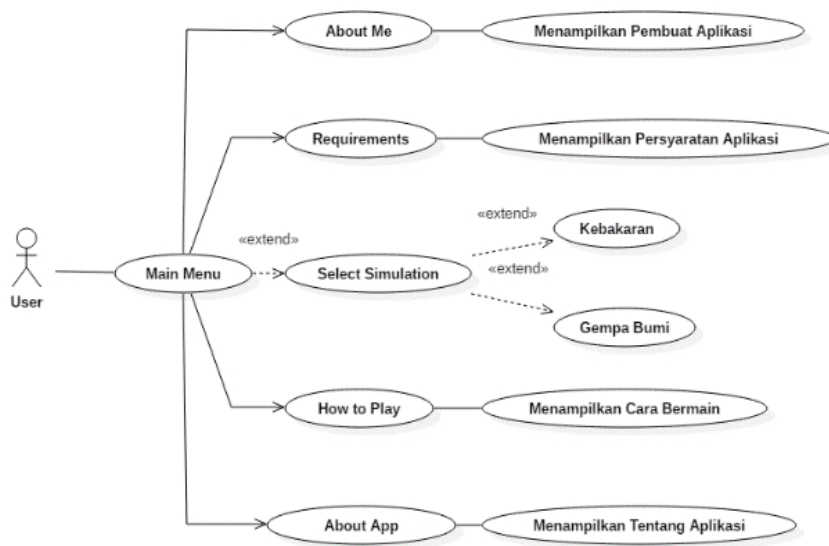 About Me
Menampilkan Pembuat Aplikasi
Requirements
Menampilkan Persyaratan Aplikasi
«extend»
Kebakaran
«extend»
User
Main Menu
Select Simulation
«extend»
Gempa Bumi
How to Play
Menampilkan Cara Bermain
About App
Menampilkan Tentang Aplikasi